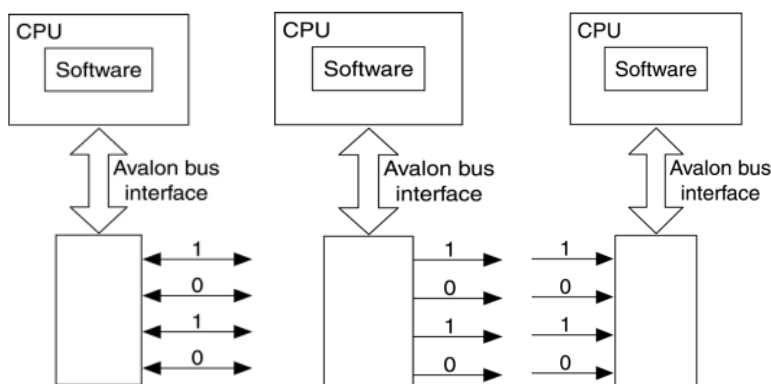 CPU
Software
Avalon bus
interface
1
0
1
0
CPU
Software
Avalon bus
interface
1
0
1
0
CPU
Software
Avalon bus
interface
1
0
1
0